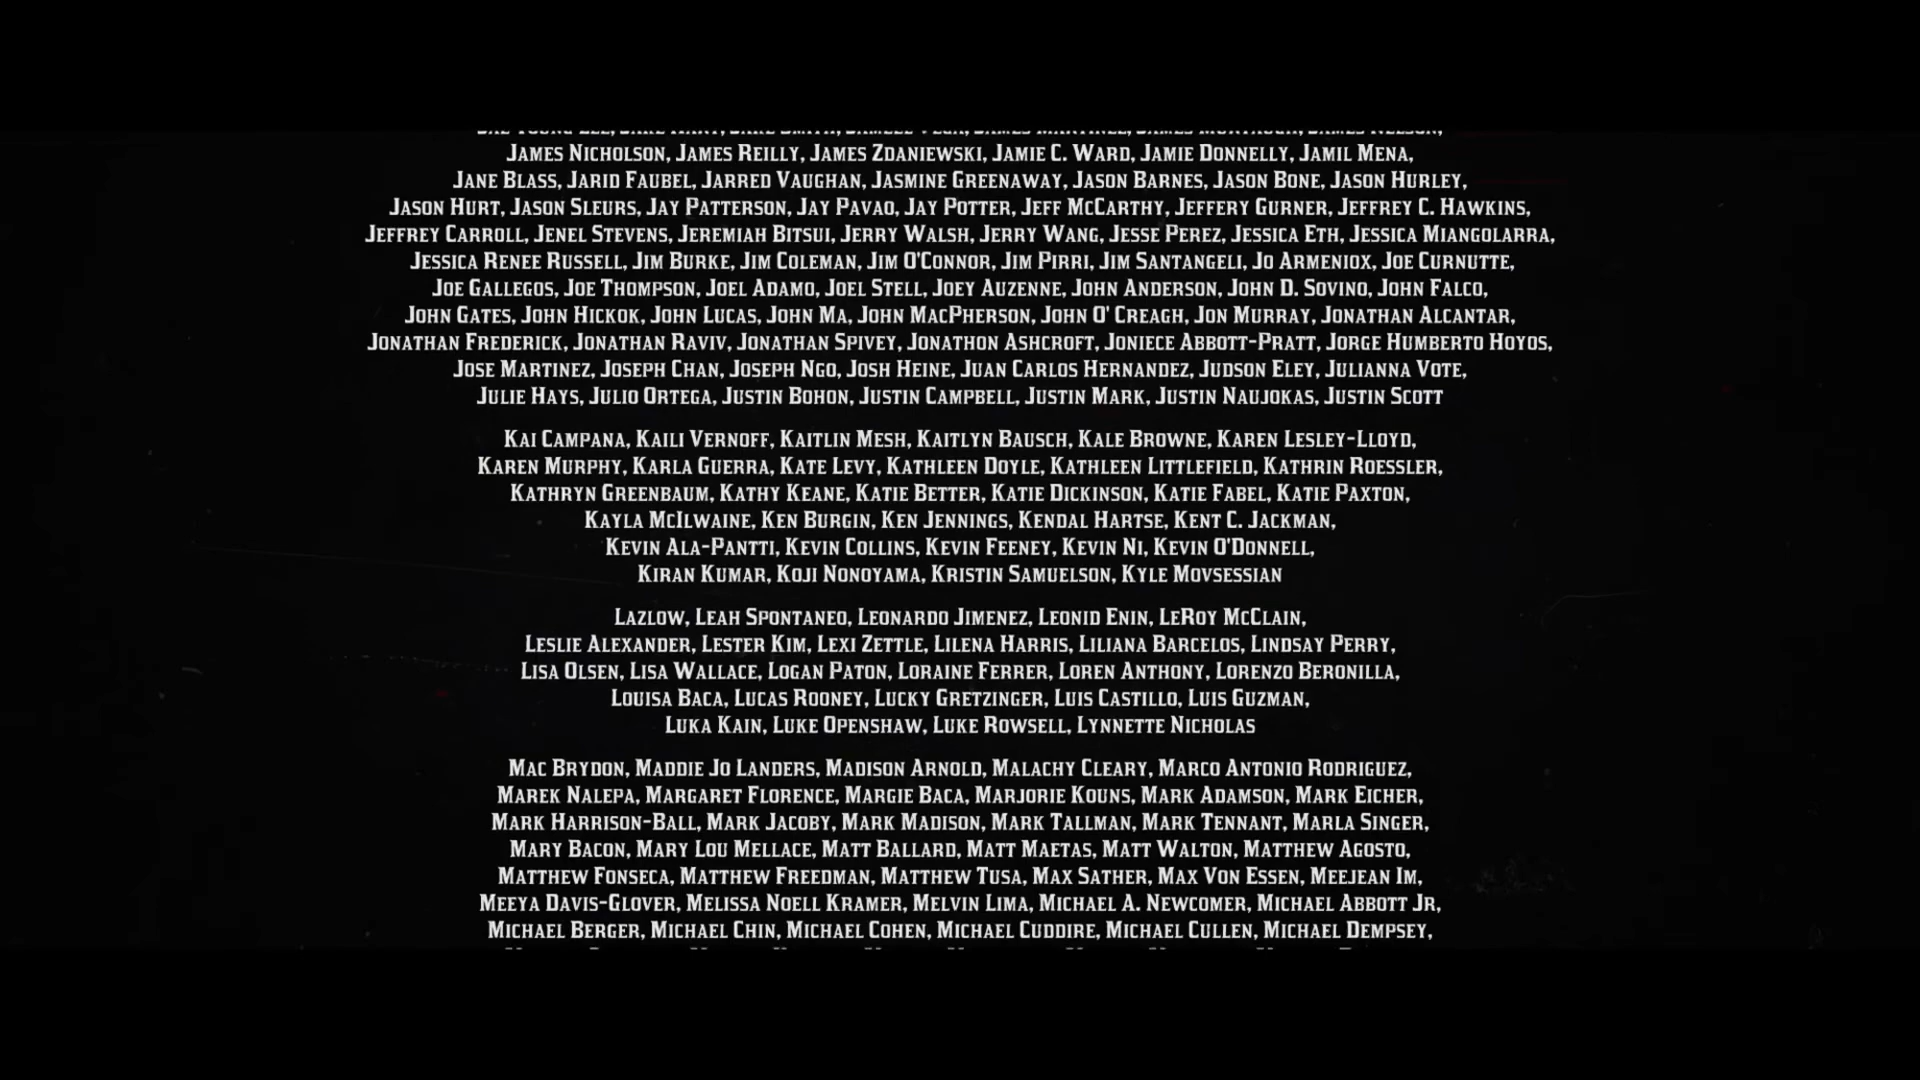 James Nicholson, James Reilly, James Zdaniewski, Jamie C. Ward, Jamie Donnelly, Jamil Mena,
Jane Blass, Jarid Faubel, Jarred Vaughan, Jasmine Greenaway, Jason Barnes, Jason Bone, Jason Hurley,
Jason Hurt, Jason Sleurs, Jay Patterson, Jay Pavao, Jay Potter, Jeff McCarthy, Jeffery Gurner, Jeffrey C. Hawkins,
Jeffrey Carroll, Jenel Stevens, Jeremiah Bitsui, Jerry Walsh, Jerry Wang, Jesse Perez, Jessica Eth, Jessica Miangolarra,
Jessica Renee Russell, Jim Burke, Jim Coleman, Jim O'Connor, Jim Pirri, Jim Santangeli, Jo Armeniox, Joe Curnutte,
Joe Gallegos, Joe Thompson, Joel Adamo, Joel Stell, Joey Auzenne, John Anderson, John D. Sovino, John Falco,
John Gates, John Hickok, John Lucas, John Ma, John MacPherson, John O' Creagh, Jon Murray, Jonathan Alcantar,
Jonathan Frederick, Jonathan Raviv, Jonathan Spivey, Jonathon Ashcroft, Joniece Abbott-Pratt, Jorge Humberto Hoyos,
Jose Martinez, Joseph Chan, Joseph Ngo, Josh Heine, Juan Carlos Hernandez, Judson Eley, Julianna Vote,
Julie Hays, Julio Ortega, Justin Bohon, Justin Campbell, Justin Mark, Justin Naujokas, Justin Scott
Kai Campana, Kaili Vernoff, Kaitlin Mesh, Kaitlyn Bausch, Kale Browne, Karen Lesley-Lloyd,
Karen Murphy, Karla Guerra, Kate Levy, Kathleen Doyle, Kathleen Littlefield, Kathrin Roessler,
Kathryn Greenbaum, Kathy Keane, Katie Better, Katie Dickinson, Katie Fabel, Katie Paxton,
Kayla McIlwaine, Ken Burgin, Ken Jennings, Kendal Hartse, Kent C. Jackman,
Kevin Ala-Pantti, Kevin Collins, Kevin Feeney, Kevin Ni, Kevin O'Donnell,
Kiran Kumar, Koji Nonoyama, Kristin Samuelson, Kyle Movsessian
Lazlow, Leah Spontaneo, Leonardo Jimenez, Leonid Enin, LeRoy McClain,
Leslie Alexander, Lester Kim, Lexi Zettle, Lilena Harris, Liliana Barcelos, Lindsay Perry,
Lisa Olsen, Lisa Wallace, Logan Paton, Loraine Ferrer, Loren Anthony, Lorenzo Beronilla,
Louisa Baca, Lucas Rooney, Lucky Gretzinger, Luis Castillo, Luis Guzman,
Luka Kain, Luke Openshaw, Luke Rowsell, Lynnette Nicholas
Mac Brydon, Maddie Jo Landers, Madison Arnold, Malachy Cleary, Marco Antonio Rodriguez,
Marek Nalepa, Margaret Florence, Margie Baca, Marjorie Kouns, Mark Adamson, Mark Eicher,
Mark Harrison-Ball, Mark Jacoby, Mark Madison, Mark Tallman, Mark Tennant, Marla Singer,
Mary Bacon, Mary Lou Mellace, Matt Ballard, Matt Maetas, Matt Walton, Matthew Agosto,
Matthew Fonseca, Matthew Freedman, Matthew Tusa, Max Sather, Max Von Essen, Meejean Im,
Meeya Davis-Glover, Melissa Noell Kramer, Melvin Lima, Michael A. Newcomer, Michael Abbott Jr,
Michael Berger, Michael Chin, Michael Cohen, Michael Cuddire, Michael Cullen, Michael Dempsey,